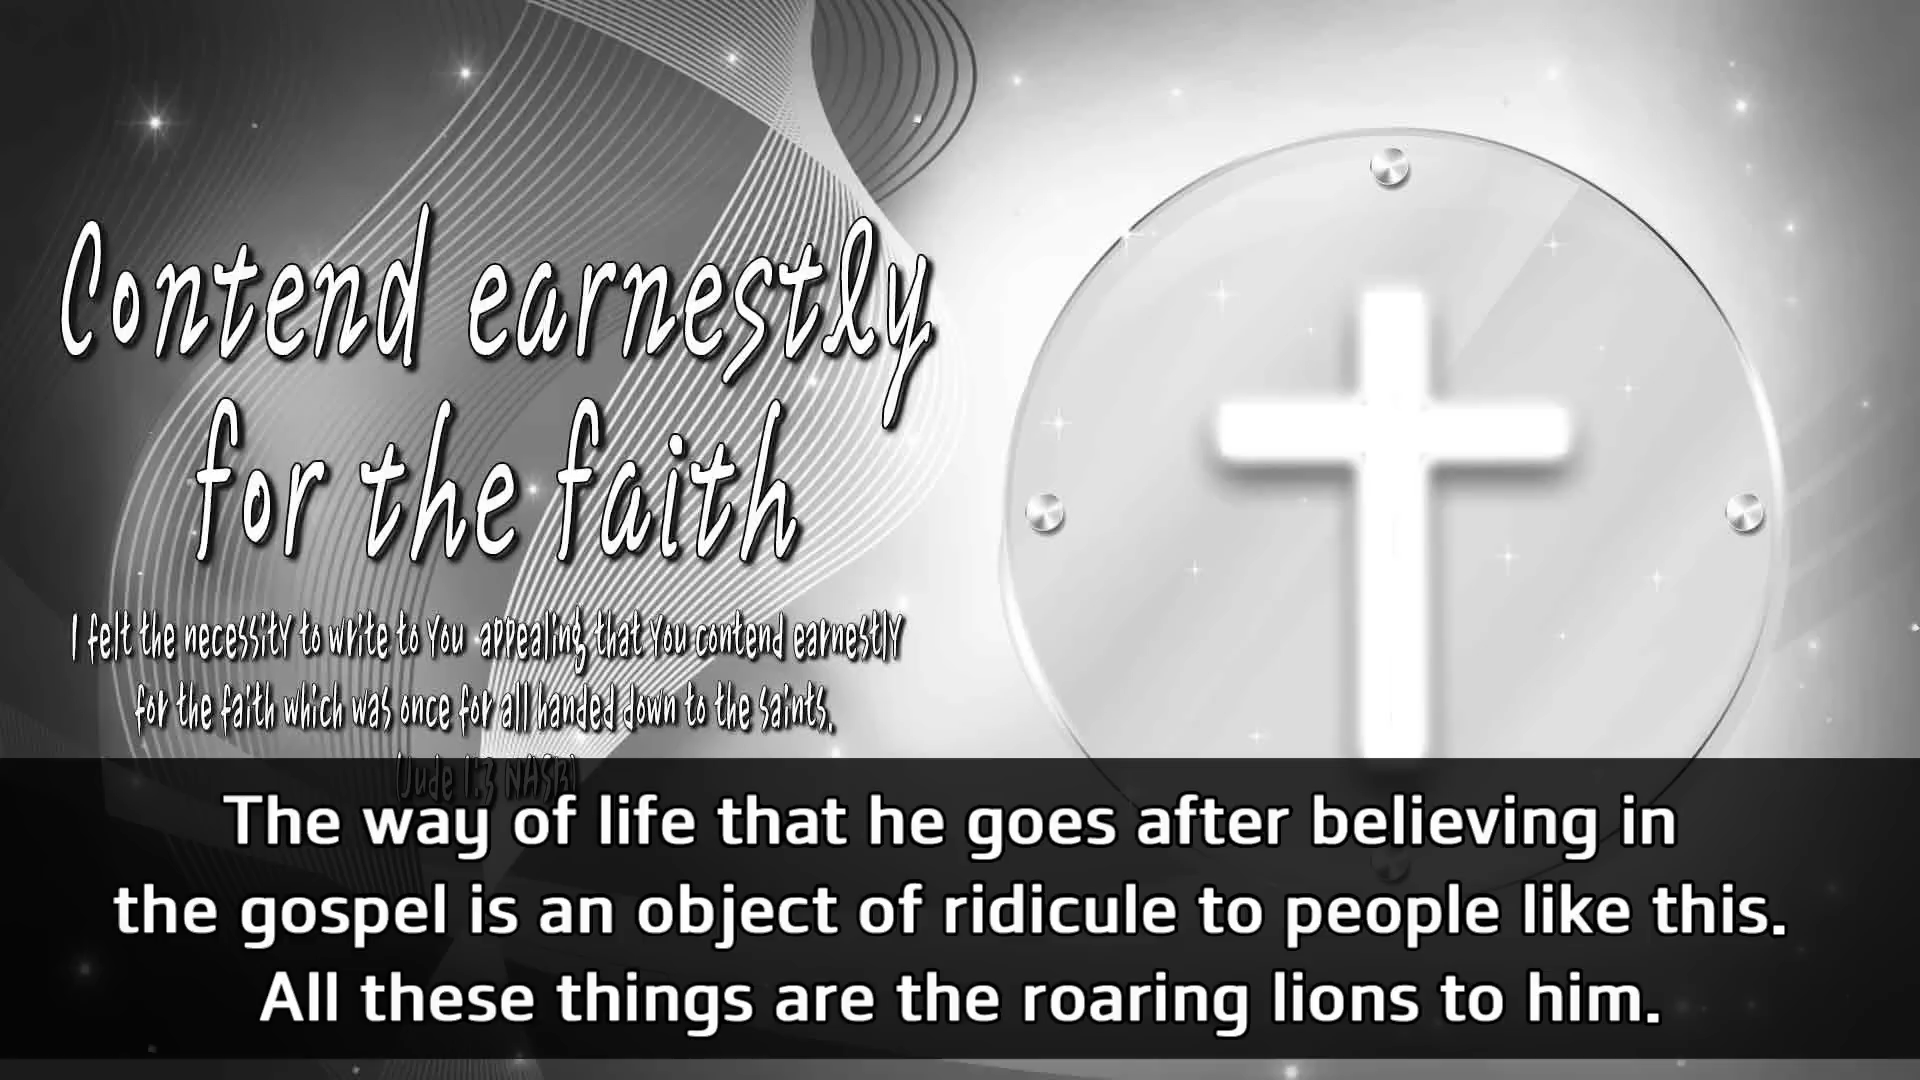 Contend earnestly
for the faith
I felt the necessity to write to you appealing that you contend earnestly
for the faith which was once for all handed down to the saints.
(Jude 1:3 NASB)
The way of life that he goes after believing in
the gospel is an object of ridicule to people like this.
All these things are the roaring lions to him.